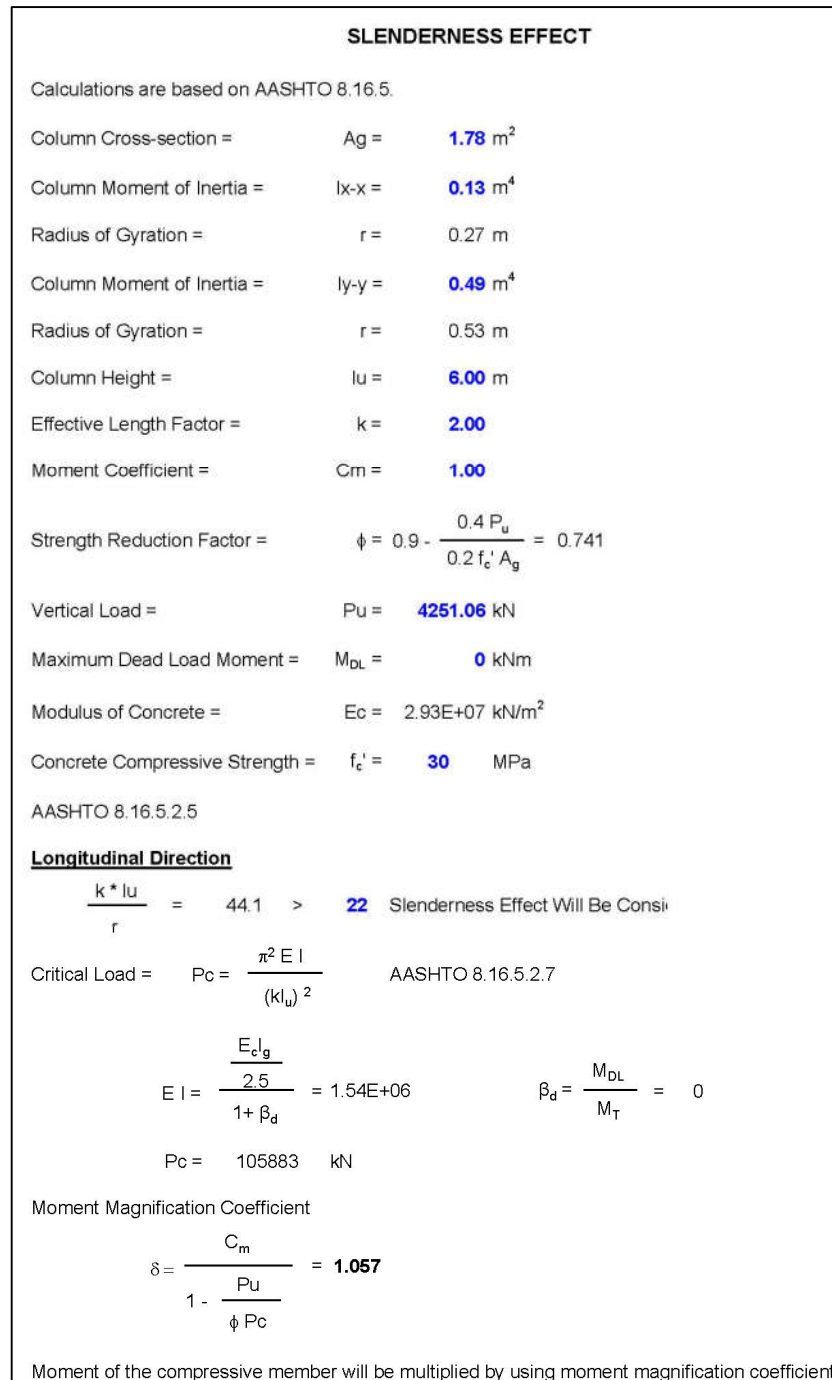 SLENDERNESS EFFECT
Calculations are based on AASHTO 8.16.5.
Column Cross-section = Ag = 1.78 m²
Column Moment of Inertia = Ix-x = 0.13 m⁴
Radius of Gyration = r = 0.27 m
Column Moment of Inertia = Iy-y = 0.49 m⁴
Radius of Gyration = r = 0.53 m
Column Height = lu = 6.00 m
Effective Length Factor = k = 2.00
Moment Coefficient = Cm = 1.00
Strength Reduction Factor = ϕ = 0.9 - 0.4 Pu / 0.2 fc' Ag = 0.741
Vertical Load = Pu = 4251.06 kN
Maximum Dead Load Moment = MDL = 0 kNm
Modulus of Concrete = Ec = 2.93E+07 kN/m²
Concrete Compressive Strength = fc' = 30 MPa
AASHTO 8.16.5.2.5
Longitudinal Direction
k * lu / r = 44.1 > 22 Slenderness Effect Will Be Consi
Critical Load = Pc = π² E I / (klu)² AASHTO 8.16.5.2.7
E I = EcIg / 2.5 / 1+ βd = 1.54E+06 βd = MDL / MT = 0
Pc = 105883 kN
Moment Magnification Coefficient
δ = Cm / 1 - Pu / ϕ Pc = 1.057
Moment of the compressive member will be multiplied by using moment magnification coefficient